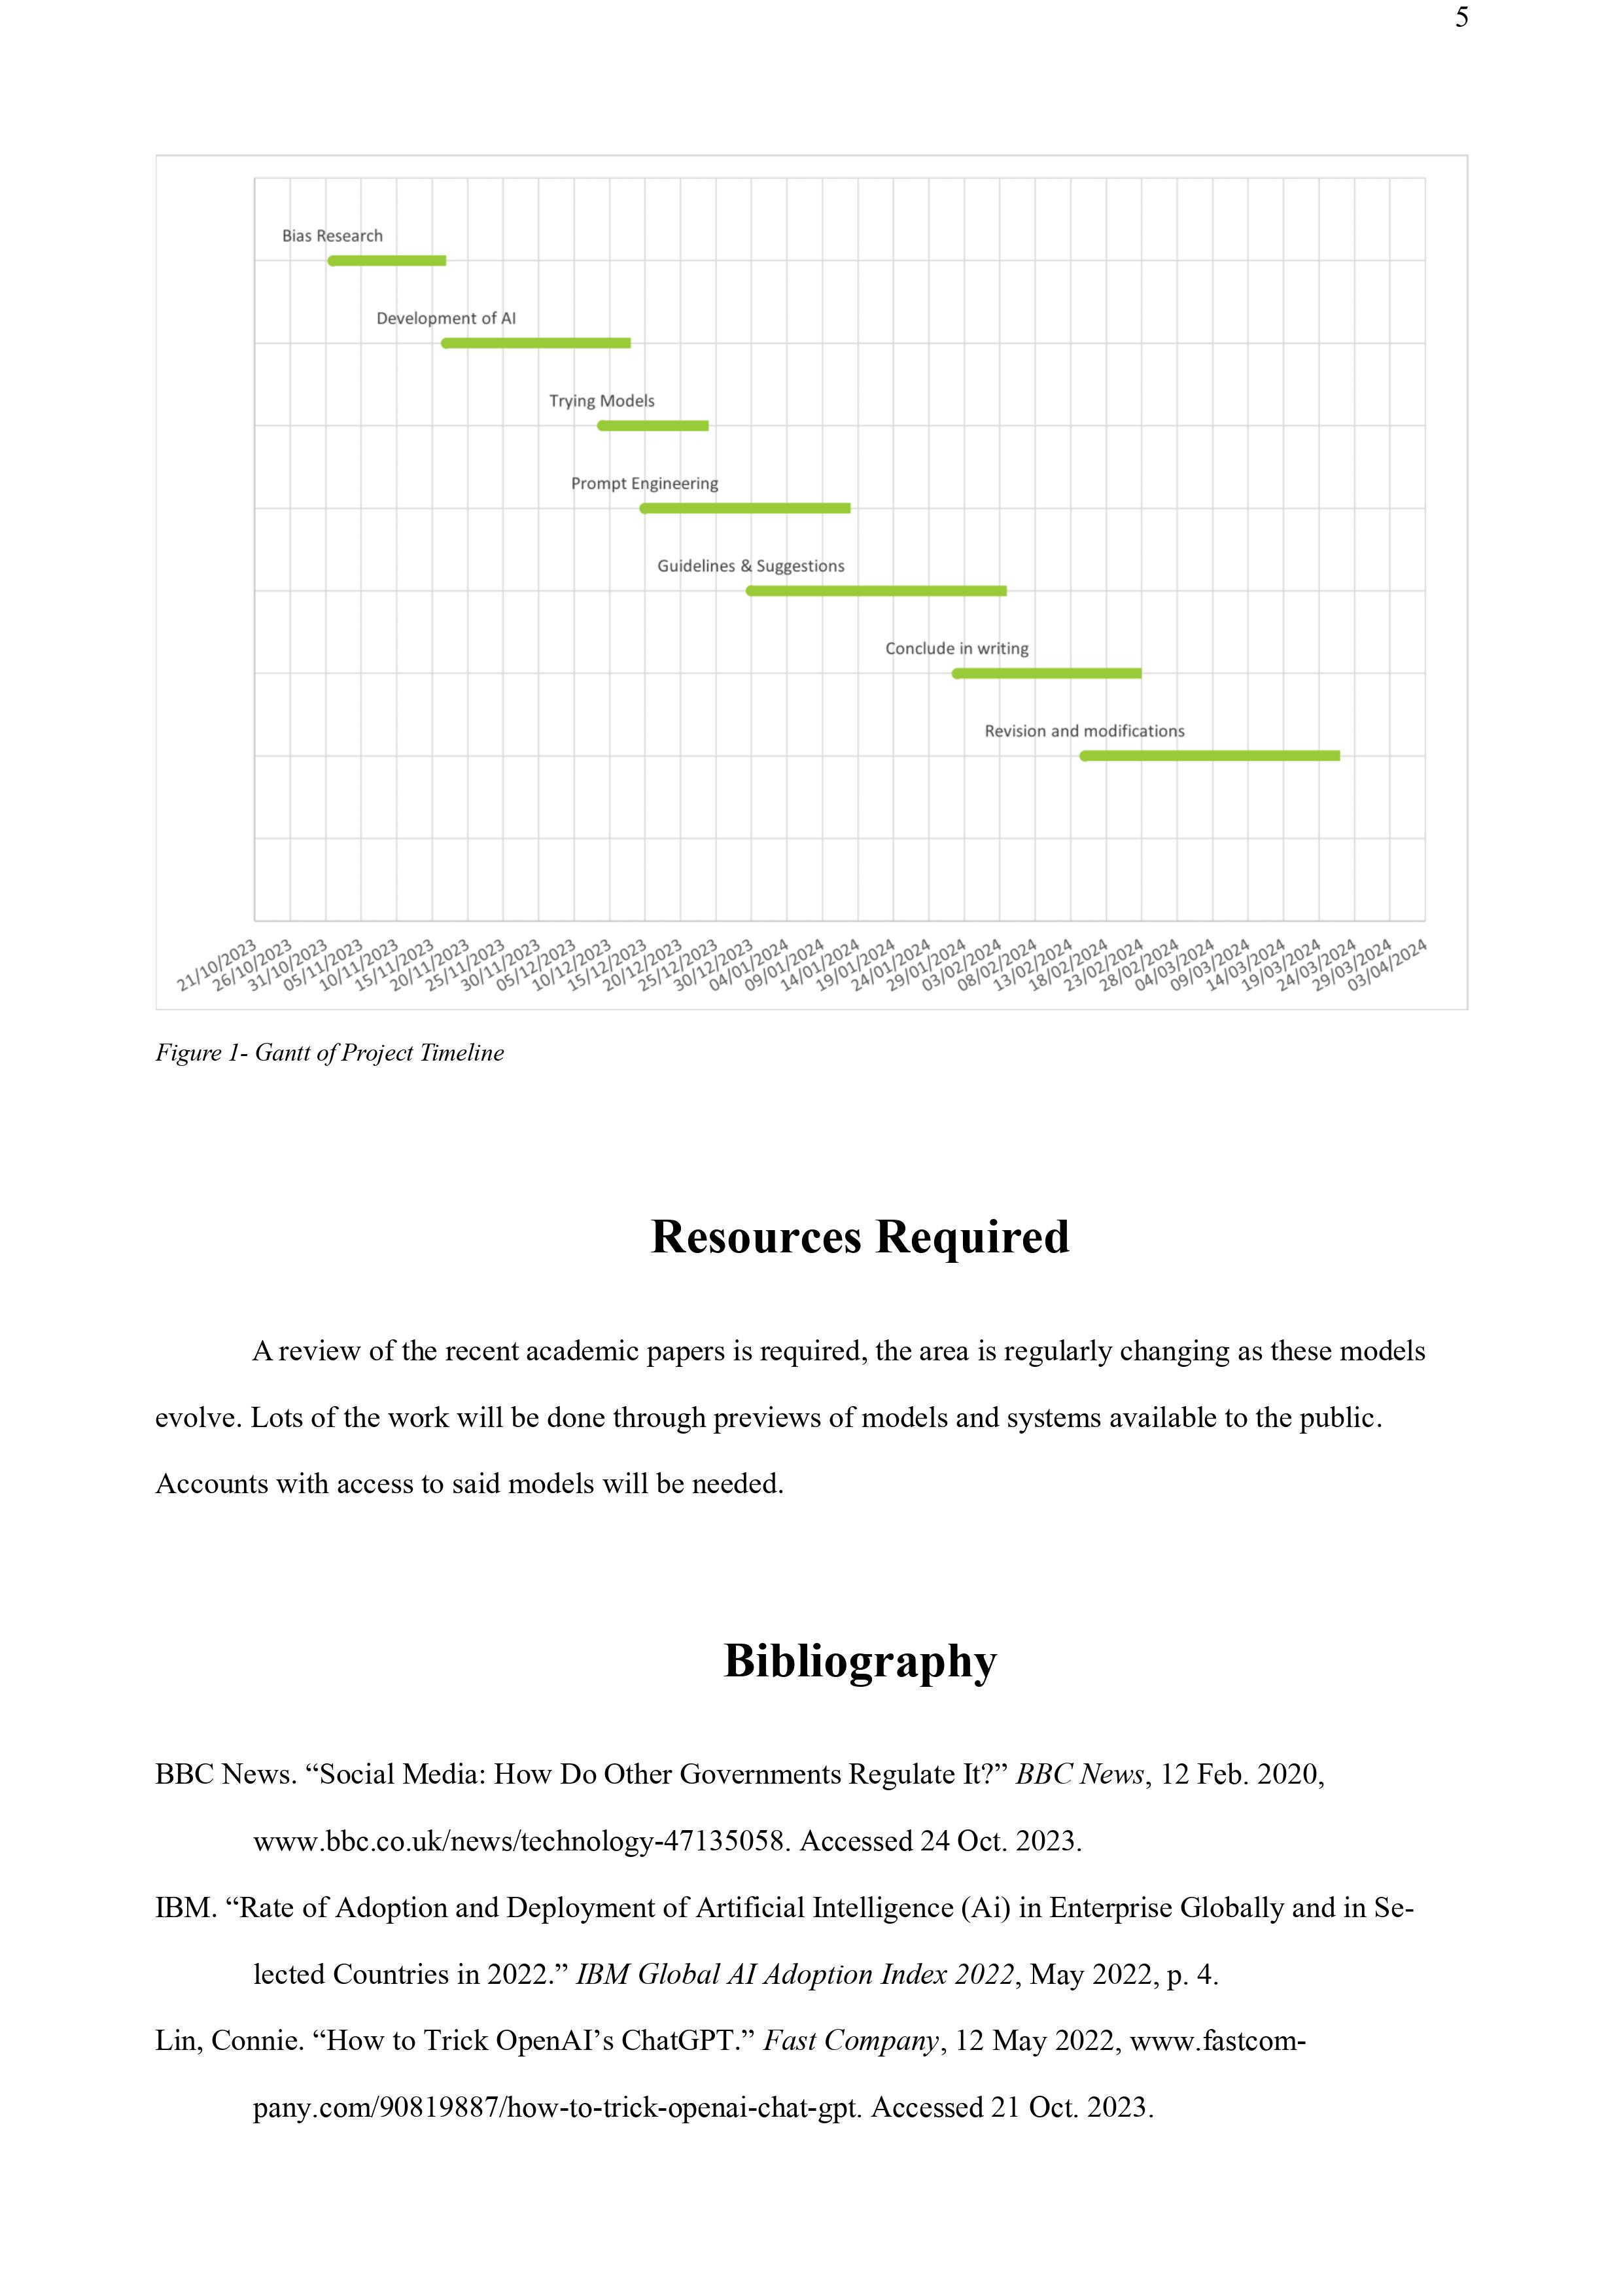 5
Bias Research
Development of AI
Trying Models
Prompt Engineering
Guidelines & Suggestions
Conclude in writing
Revision and modifications
21/10/2023
26/10/2023
31/10/2023
05/11/2023
10/11/2023
15/11/2023
20/11/2023
25/11/2023
30/11/2023
05/12/2023
10/12/2023
15/12/2023
20/12/2023
25/12/2023
30/12/2023
04/01/2024
09/01/2024
14/01/2024
19/01/2024
24/01/2024
29/01/2024
03/02/2024
08/02/2024
13/02/2024
18/02/2024
23/02/2024
28/02/2024
04/03/2024
09/03/2024
14/03/2024
19/03/2024
24/03/2024
29/03/2024
03/04/2024
Figure 1- Gantt of Project Timeline
Resources Required
A review of the recent academic papers is required, the area is regularly changing as these models
evolve. Lots of the work will be done through previews of models and systems available to the public.
Accounts with access to said models will be needed.
Bibliography
BBC News. “Social Media: How Do Other Governments Regulate It?” BBC News, 12 Feb. 2020,
www.bbc.co.uk/news/technology-47135058. Accessed 24 Oct. 2023.
IBM. “Rate of Adoption and Deployment of Artificial Intelligence (Ai) in Enterprise Globally and in Se-
lected Countries in 2022.” IBM Global AI Adoption Index 2022, May 2022, p. 4.
Lin, Connie. “How to Trick OpenAI’s ChatGPT.” Fast Company, 12 May 2022, www.fastcom-
pany.com/90819887/how-to-trick-openai-chat-gpt. Accessed 21 Oct. 2023.